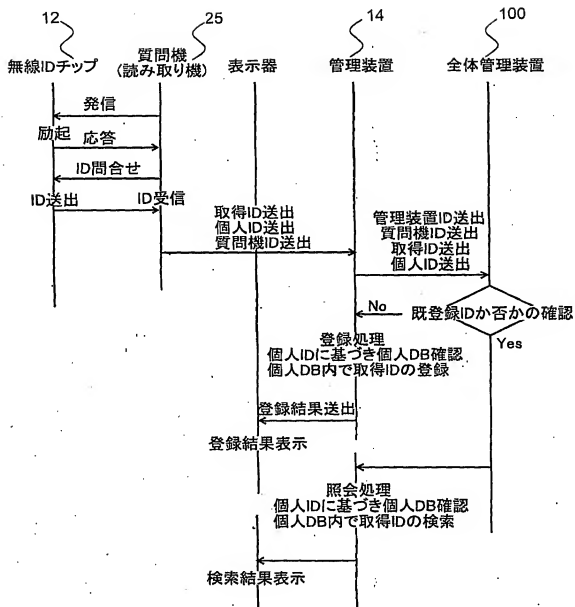 12
25
14
100
無線IDチップ
質問機
(読み取り機)
表示器
管理装置
全体管理装置
発信
励起
応答
ID問合せ
ID送出
ID受信
取得ID送出
個人ID送出
質問機ID送出
管理装置ID送出
質問機ID送出
取得ID送出
個人ID送出
No
既登録IDか否かの確認
Yes
登録処理
個人IDに基づき個人DB確認
個人DB内で取得IDの登録
登録結果送出
登録結果表示
照会処理
個人IDに基づき個人DB確認
個人DB内で取得IDの検索
検索結果表示